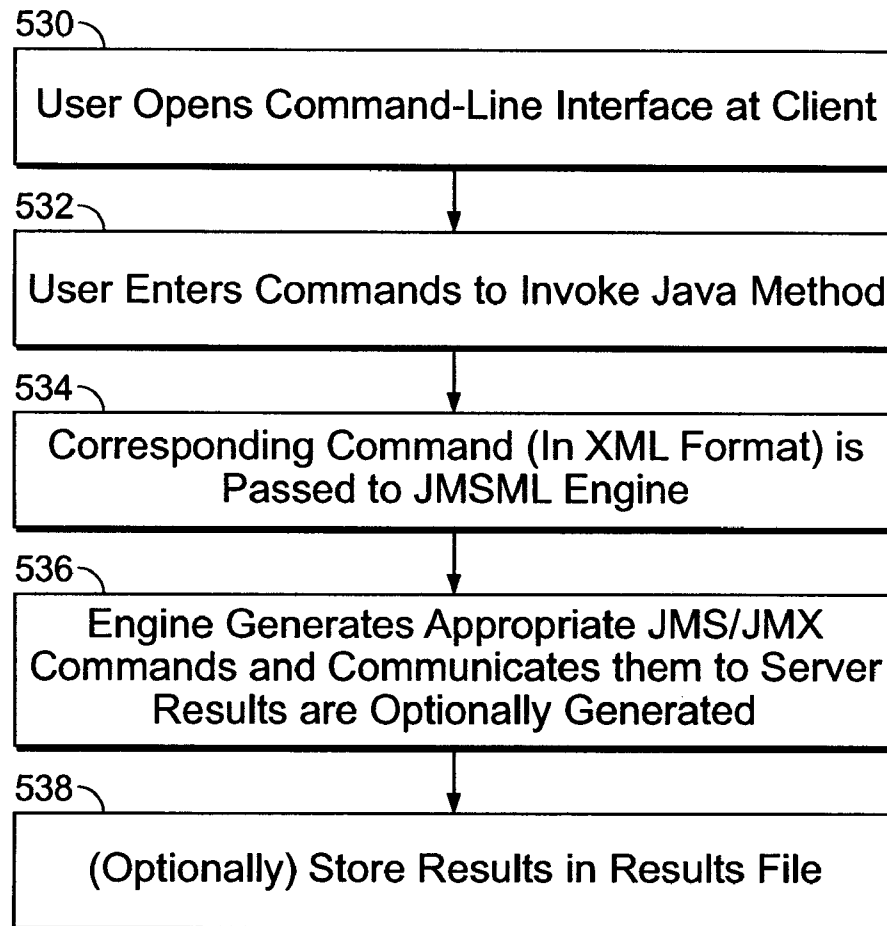 530
User Opens Command-Line Interface at Client
532
User Enters Commands to Invoke Java Method
534
Corresponding Command (In XML Format) is
Passed to JMSML Engine
536
Engine Generates Appropriate JMS/JMX
Commands and Communicates them to Server
Results are Optionally Generated
538
(Optionally) Store Results in Results File